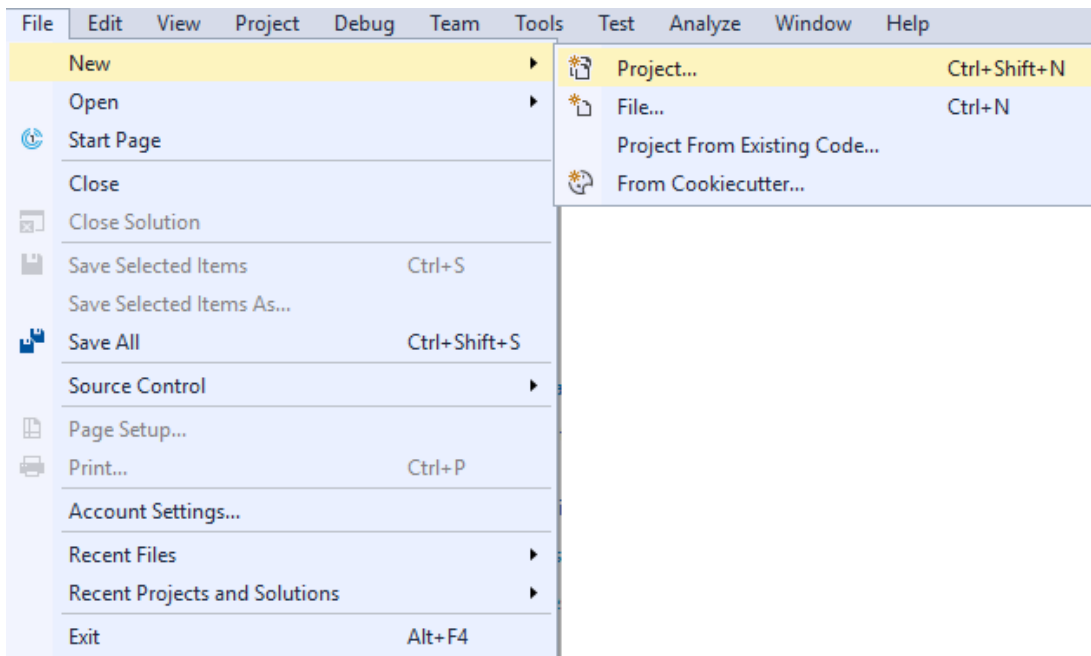 File Edit View Project Debug Team Tools Test Analyze Window Help
New
Open
Start Page
Close
Close Solution
Save Selected Items Ctrl+S
Save Selected Items As...
Save All Ctrl+Shift+S
Source Control
Page Setup...
Print... Ctrl+P
Account Settings...
Recent Files
Recent Projects and Solutions
Exit Alt+F4
Project... Ctrl+Shift+N
File... Ctrl+N
Project From Existing Code...
From Cookiecutter...